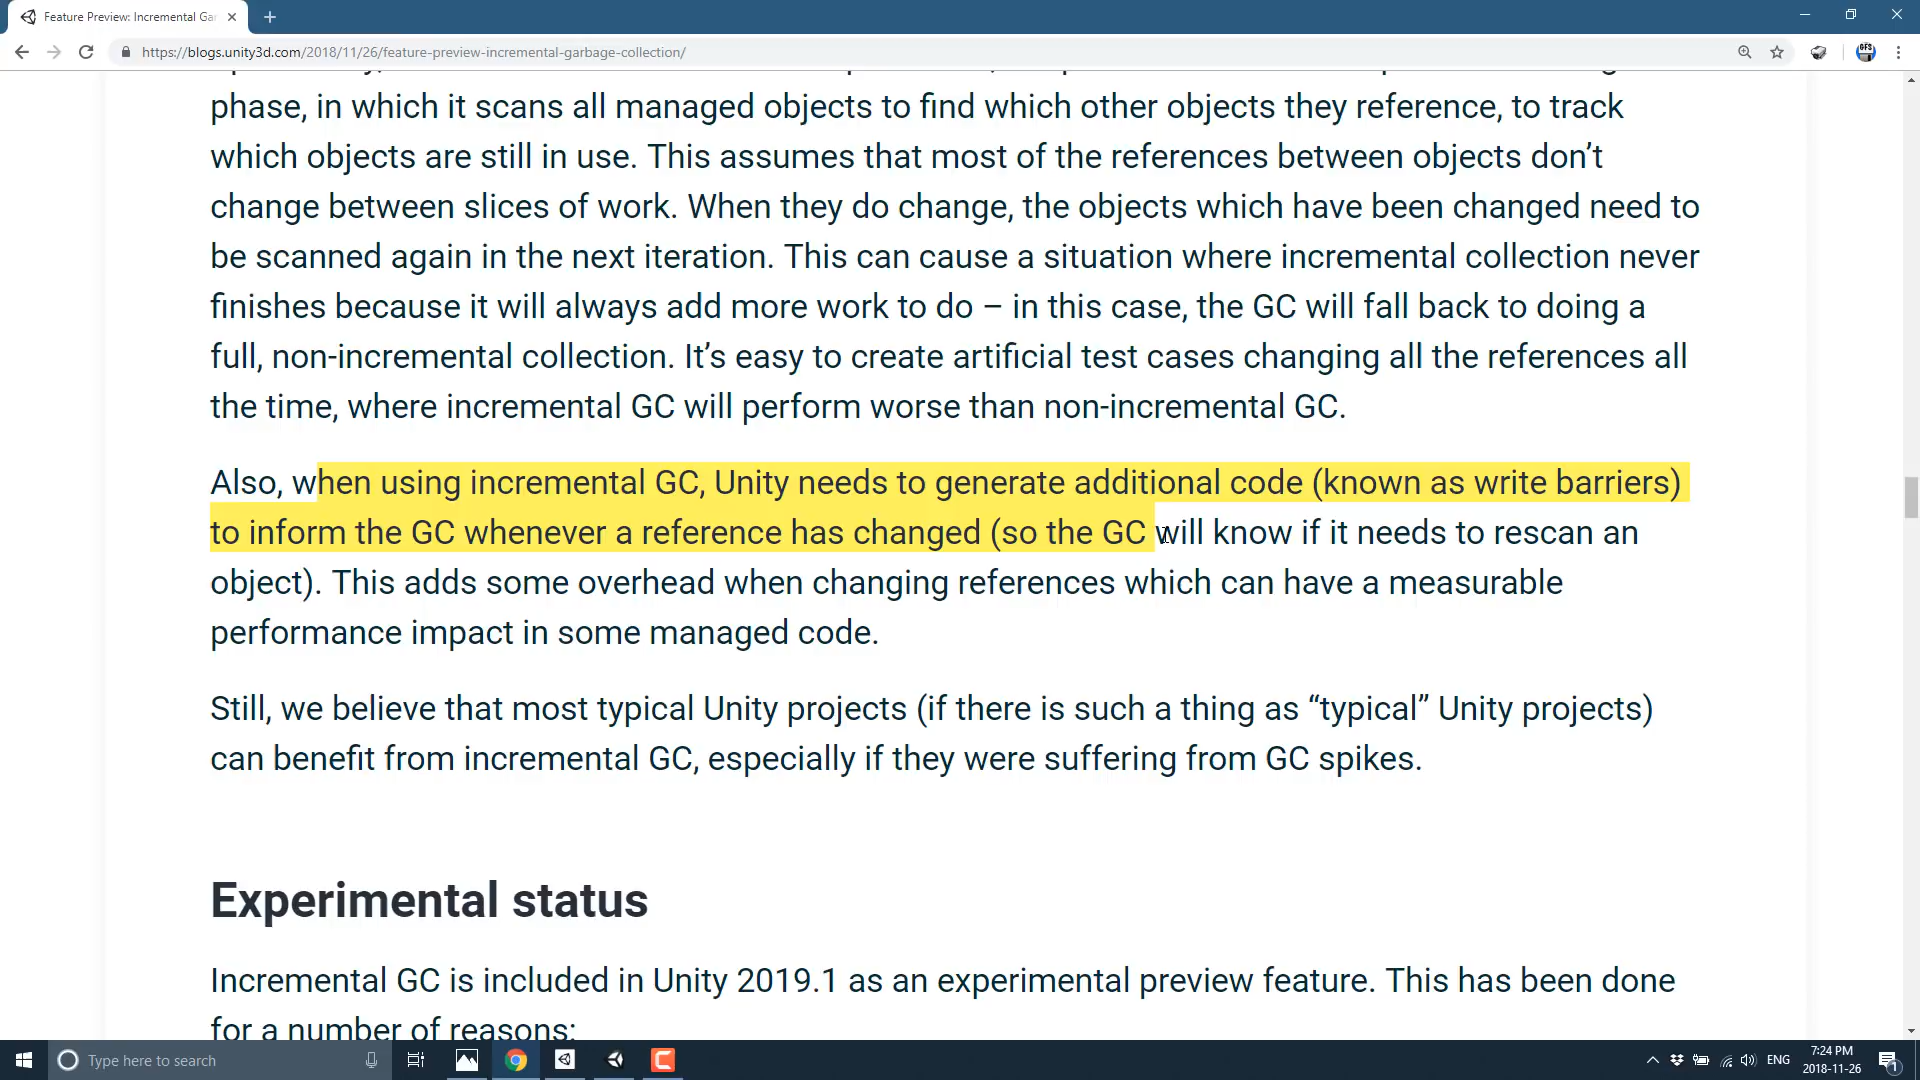 Feature Preview: Incremental Gar
https://blogs.unity3d.com/2018/11/26/feature-preview-incremental-garbage-collection/
GFS
phase, in which it scans all managed objects to find which other objects they reference, to track
which objects are still in use. This assumes that most of the references between objects don’t
change between slices of work. When they do change, the objects which have been changed need to
be scanned again in the next iteration. This can cause a situation where incremental collection never
finishes because it will always add more work to do – in this case, the GC will fall back to doing a
full, non-incremental collection. It’s easy to create artificial test cases changing all the references all
the time, where incremental GC will perform worse than non-incremental GC.
Also, when using incremental GC, Unity needs to generate additional code (known as write barriers)
to inform the GC whenever a reference has changed (so the GC will know if it needs to rescan an
object). This adds some overhead when changing references which can have a measurable
performance impact in some managed code.
Still, we believe that most typical Unity projects (if there is such a thing as “typical” Unity projects)
can benefit from incremental GC, especially if they were suffering from GC spikes.
Experimental status
Incremental GC is included in Unity 2019.1 as an experimental preview feature. This has been done
for a number of reasons:
Type here to search
ENG
7:24 PM
2018-11-26
1